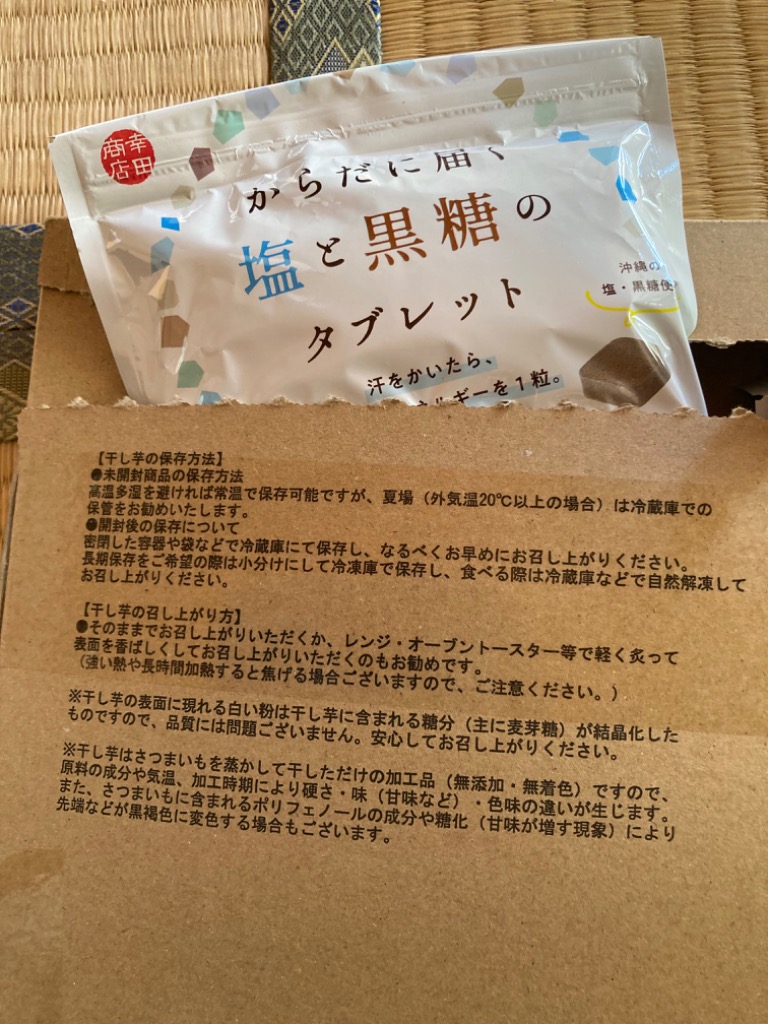 幸田
商店
からだに届く
塩と黒糖の
タブレット
沖縄の
塩・黒糖使
汗をかいたら、
ルギーを1粒。
【干し芋の保存方法】
●未開封商品の保存方法
高温多湿を避ければ常温で保存可能ですが、夏場（外気温20℃以上の場合）は冷蔵庫での
保管をお勧めいたします。
●開封後の保存について
密閉した容器や袋などで冷蔵庫にて保存し、なるべくお早めにお召し上がりください。
長期保存をご希望の際は小分けにして冷凍庫で保存し、食べる際は冷蔵庫などで自然解凍して
お召し上がりください。
【干し芋の召し上がり方】
●そのままでお召し上がりいただくか、レンジ・オーブントースター等で軽く炙って
表面を香ばしくしてお召し上がりいただくのもお勧めです。
（強い熱や長時間加熱すると焦げる場合ございますので、ご注意ください。）
※干し芋の表面に現れる白い粉は干し芋に含まれる糖分（主に麦芽糖）が結晶化した
ものですので、品質には問題ございません。安心してお召し上がりください。
※干し芋はさつまいもを蒸かして干しただけの加工品（無添加・無着色）ですので、
原料の成分や気温、加工時期により硬さ・味（甘味など）・色味の違いが生じます。
また、さつまいもに含まれるポリフェノールの成分や糖化（甘味が増す現象）により
先端などが黒褐色に変色する場合もございます。